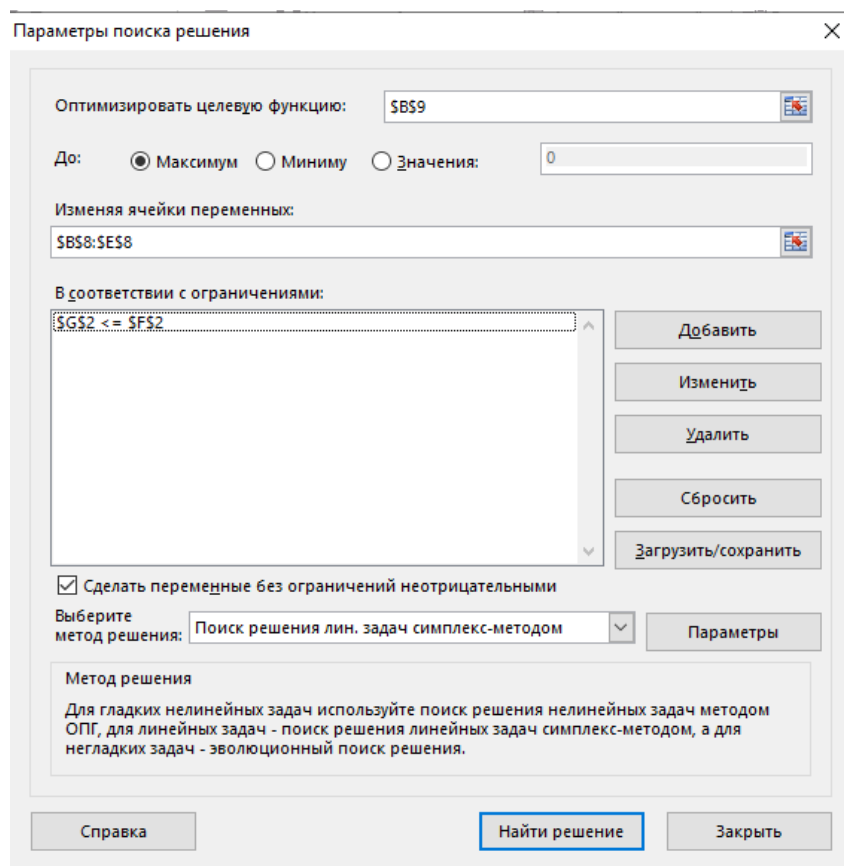 Параметры поиска решения
Оптимизировать целевую функцию: $B$9
До: Максимум Миниму Значения: 0
Изменяя ячейки переменных:
$B$8:$E$8
В соответствии с ограничениями:
$G$2 <= $F$2
Добавить
Изменить
Удалить
Сбросить
Загрузить/сохранить
Сделать переменные без ограничений неотрицательными
Выберите
метод решения: Поиск решения лин. задач симплекс-методом Параметры
Метод решения
Для гладких нелинейных задач используйте поиск решения нелинейных задач методом
ОПГ, для линейных задач - поиск решения линейных задач симплекс-методом, а для
негладких задач - эволюционный поиск решения.
Справка Найти решение Закрыть